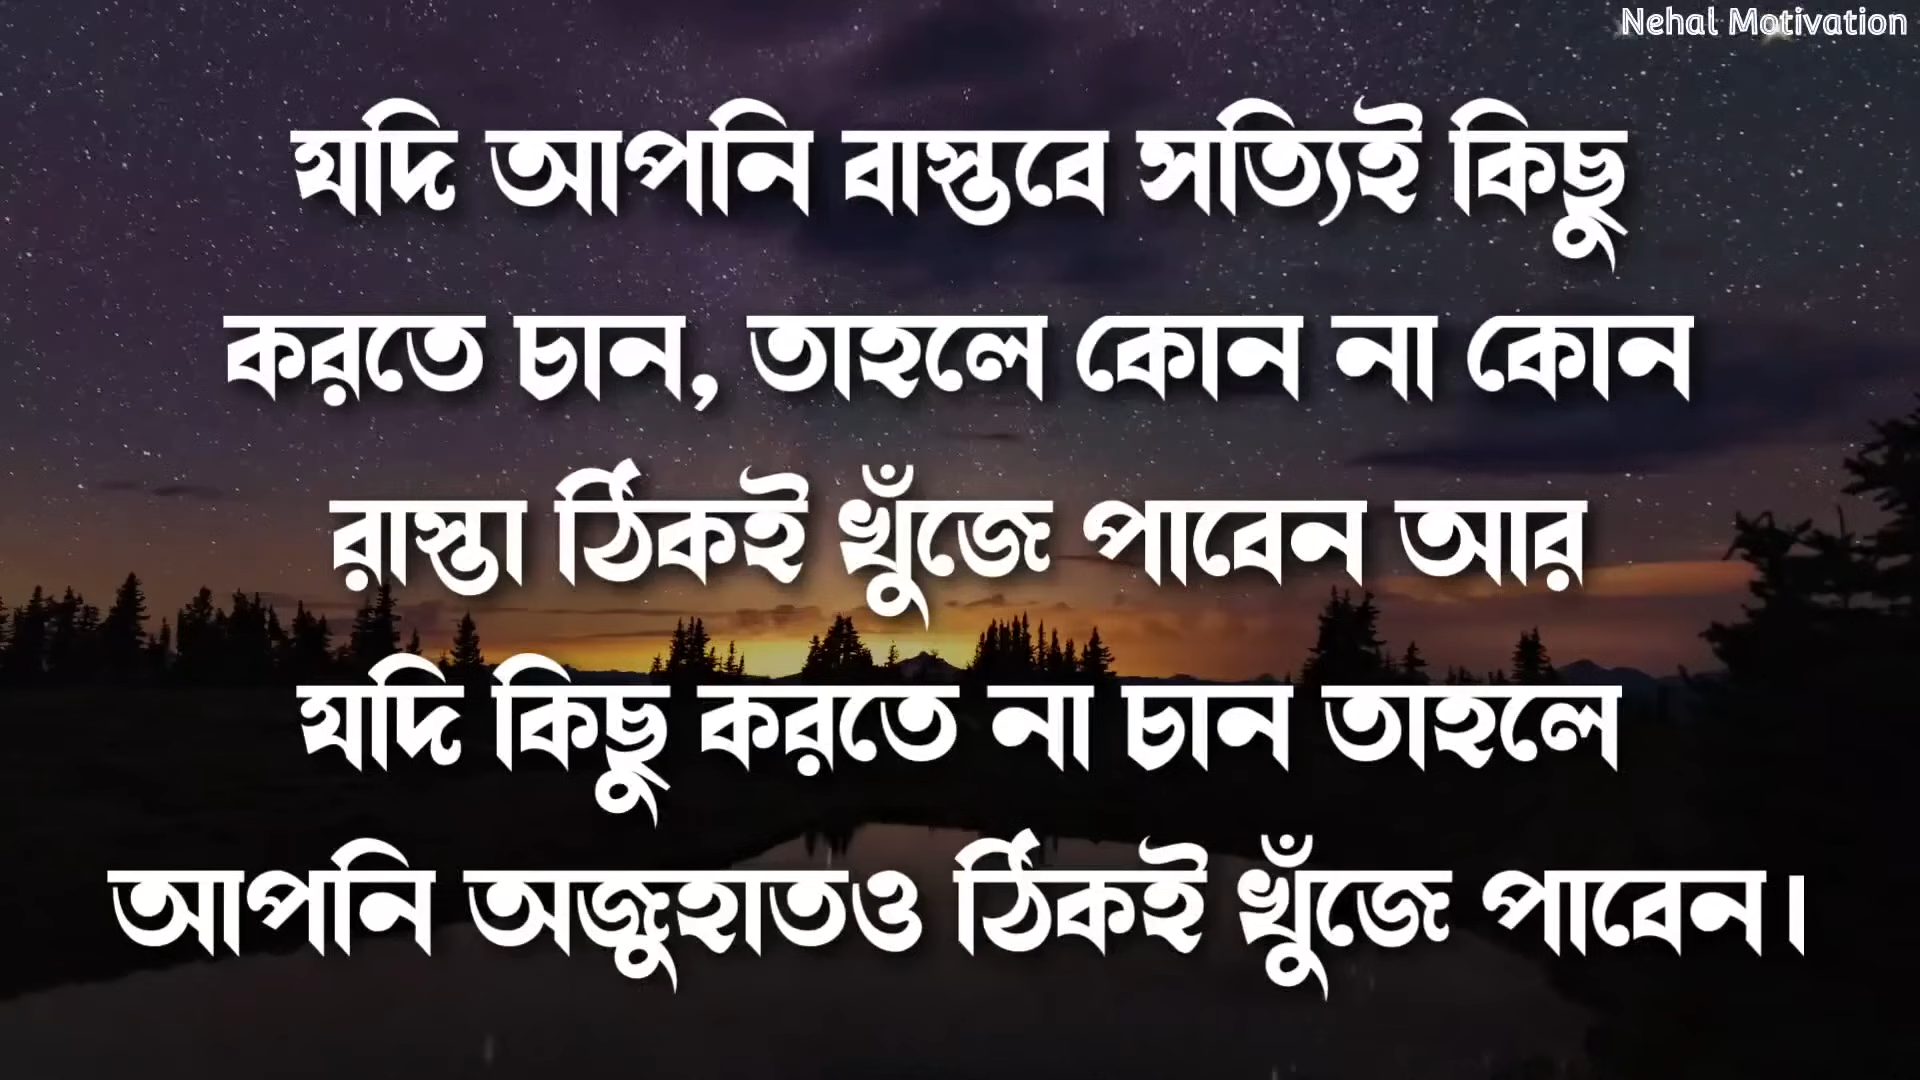 Nehal Motivation
যদি আপনি বাস্তবে সত্যিই কিছু
করতে চান, তাহলে কোন না কোন
রাস্তা ঠিকই খুঁজে পাবেন আর
যদি কিছু করতে না চান তাহলে
আপনি অজুহাতও ঠিকই খুঁজে পাবেন।